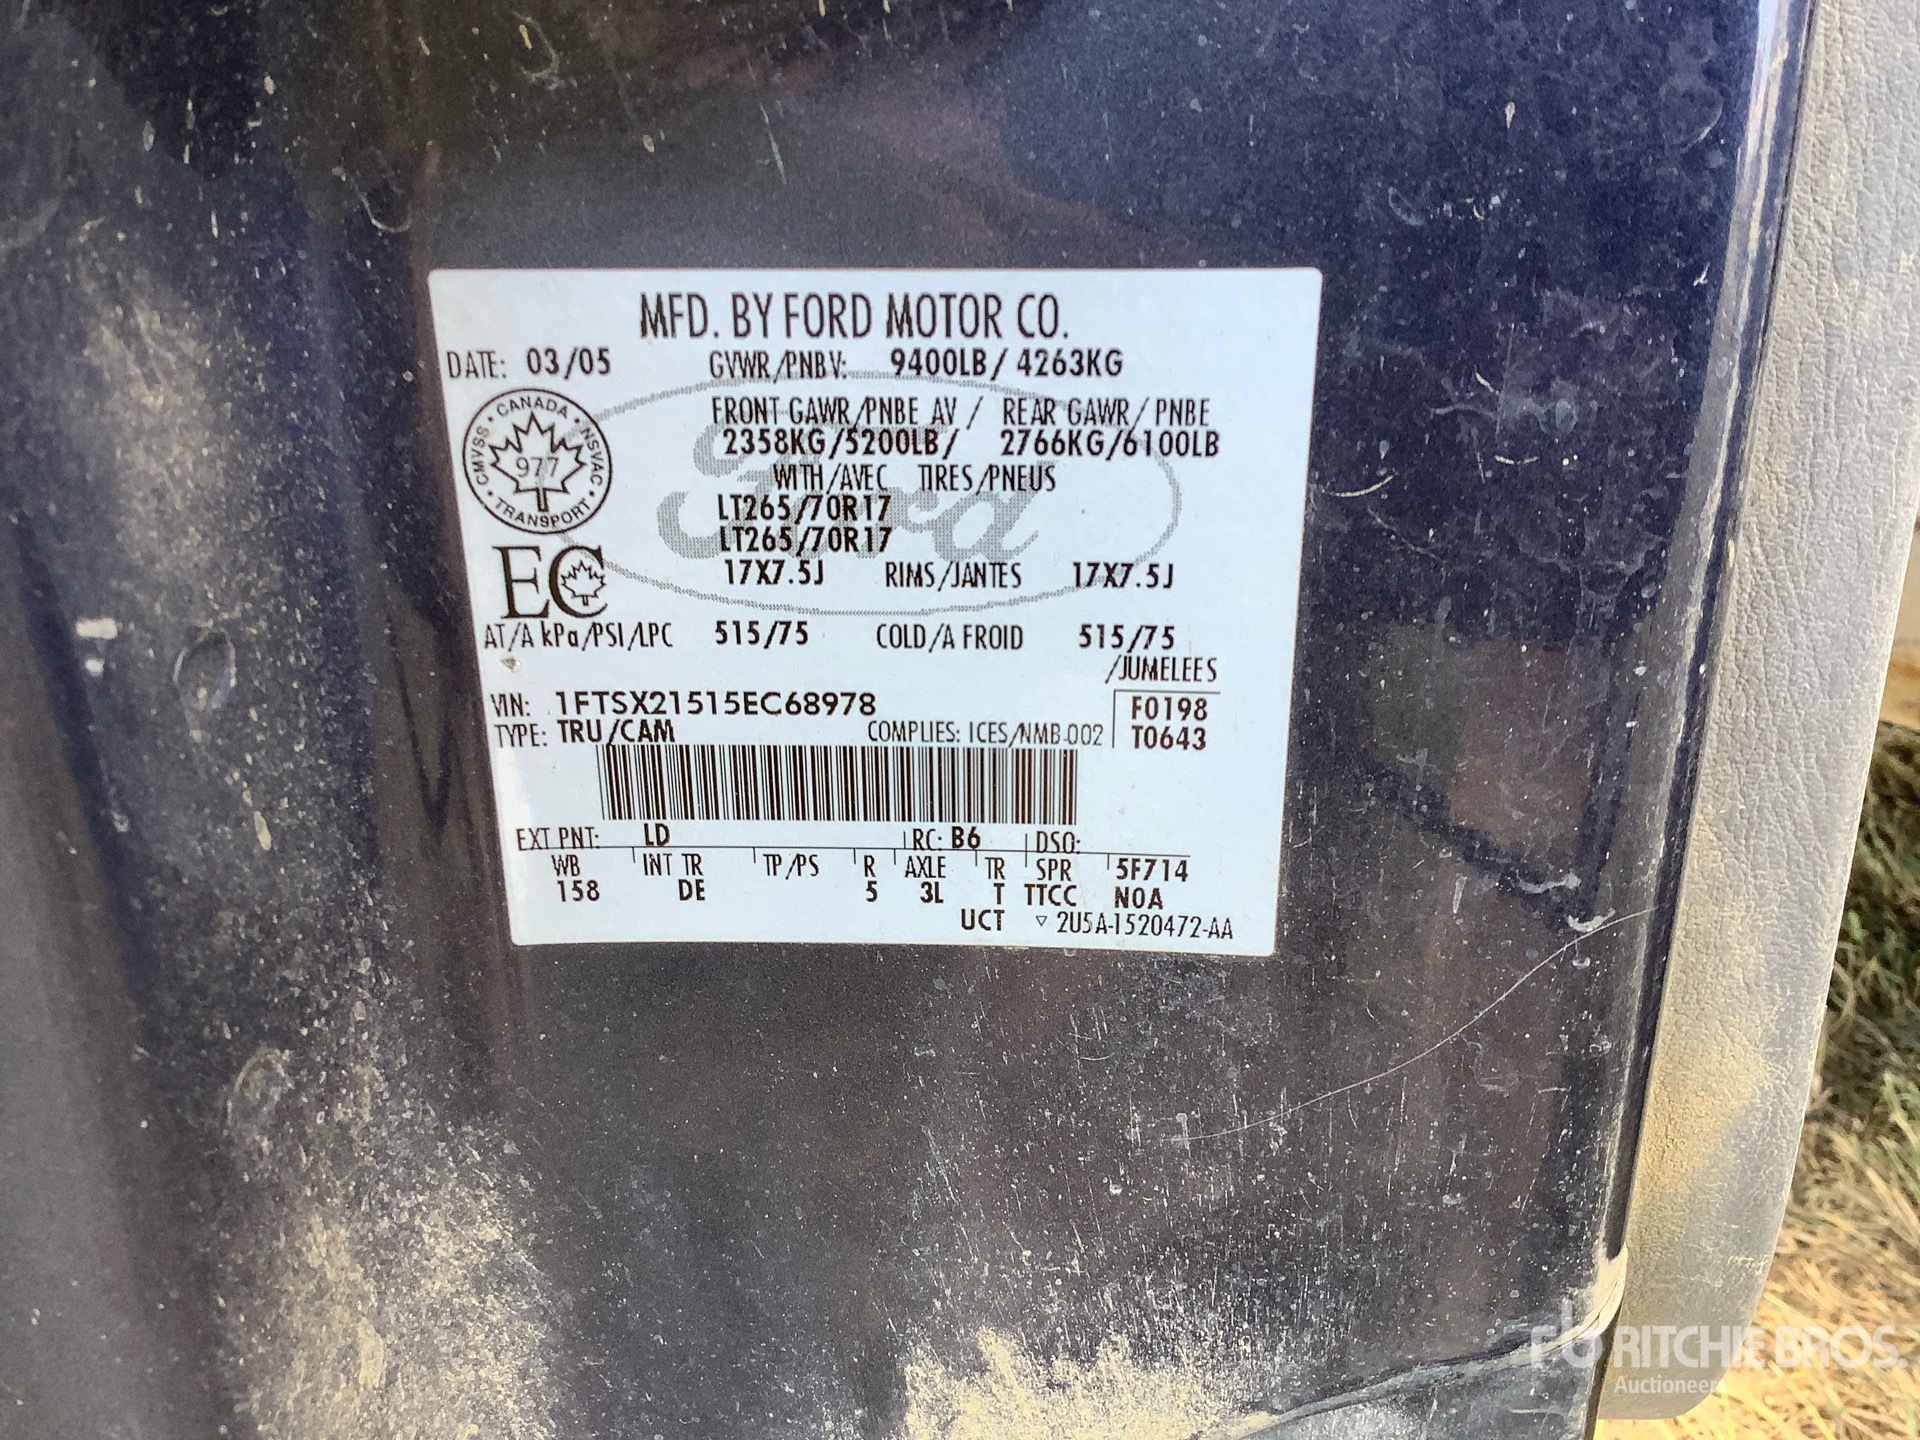 MFD. BY FORD MOTOR CO.
DATE: 03/05 GVWR/PNBV: 9400LB/ 4263KG
FRONT GAWR/PNBE AV / REAR GAWR/ PNBE
2358KG/5200LB/ 2766KG/6100LB
WITH/AVEC TIRES/PNEUS
LT265/70R17
LT265/70R17
17X7.5J RIMS/JANTES 17X7.5J
AT/A kPa/PSI/LPC 515/75 COLD/A FROID 515/75
/JUMELEES
VIN: 1FTSX21515EC68978 F0198
TYPE: TRU/CAM COMPLIES: ICES/NMB-002 T0643
EXT PNT: LD RC: B6 DSO:
WB INT TR TP/PS R AXLE TR SPR 5F714
158 DE 5 3L T TTCC NOA
UCT ▽ 2U5A-1520472-AA
CANADA
CMVSS • NSVAC
977
TRANSPORT
EC
Ford
RITCHIE BROS.
Auctioneers